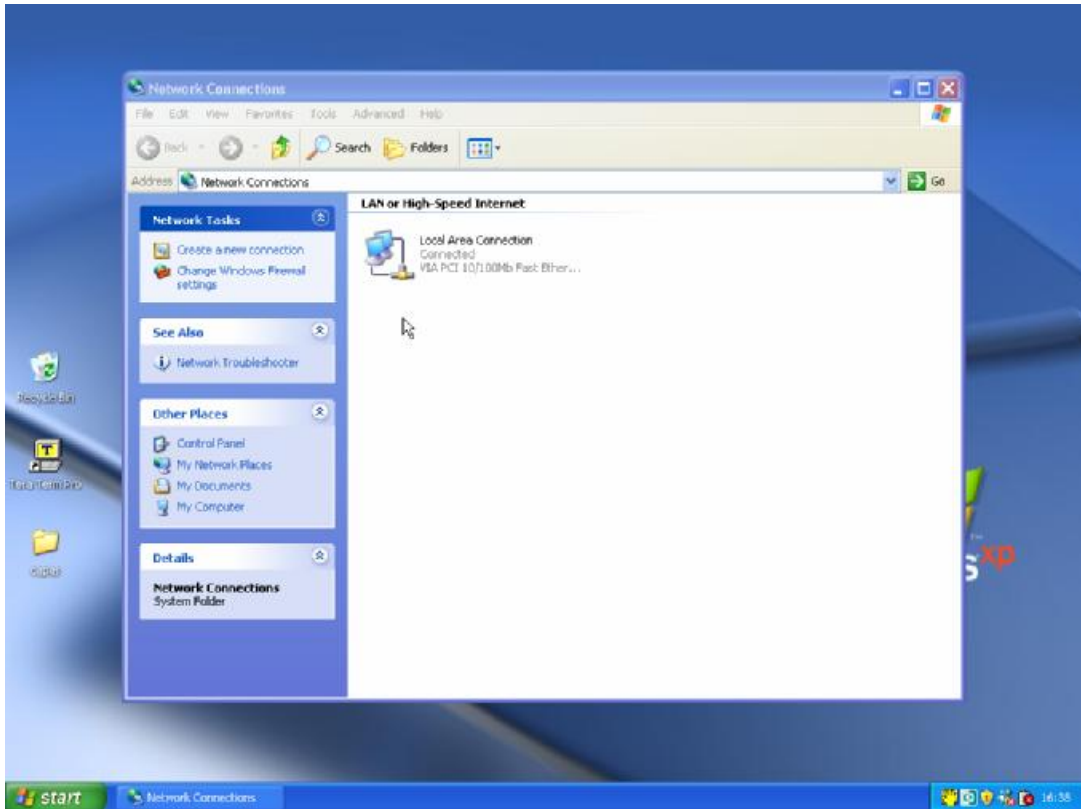 Network Connections
File Edit View Favorites Tools Advanced Help
Back
Search
Folders
Address
Network Connections
Go
Network Tasks
Create a new connection
Change Windows Firewall
settings
See Also
Network Troubleshooter
Other Places
Control Panel
My Network Places
My Documents
My Computer
Details
Network Connections
System Folder
LAN or High-Speed Internet
Local Area Connection
Connected
VIA PCI 10/100Mb Fast Ether...
Recycle Bin
s xp
start
Network Connections
16:38